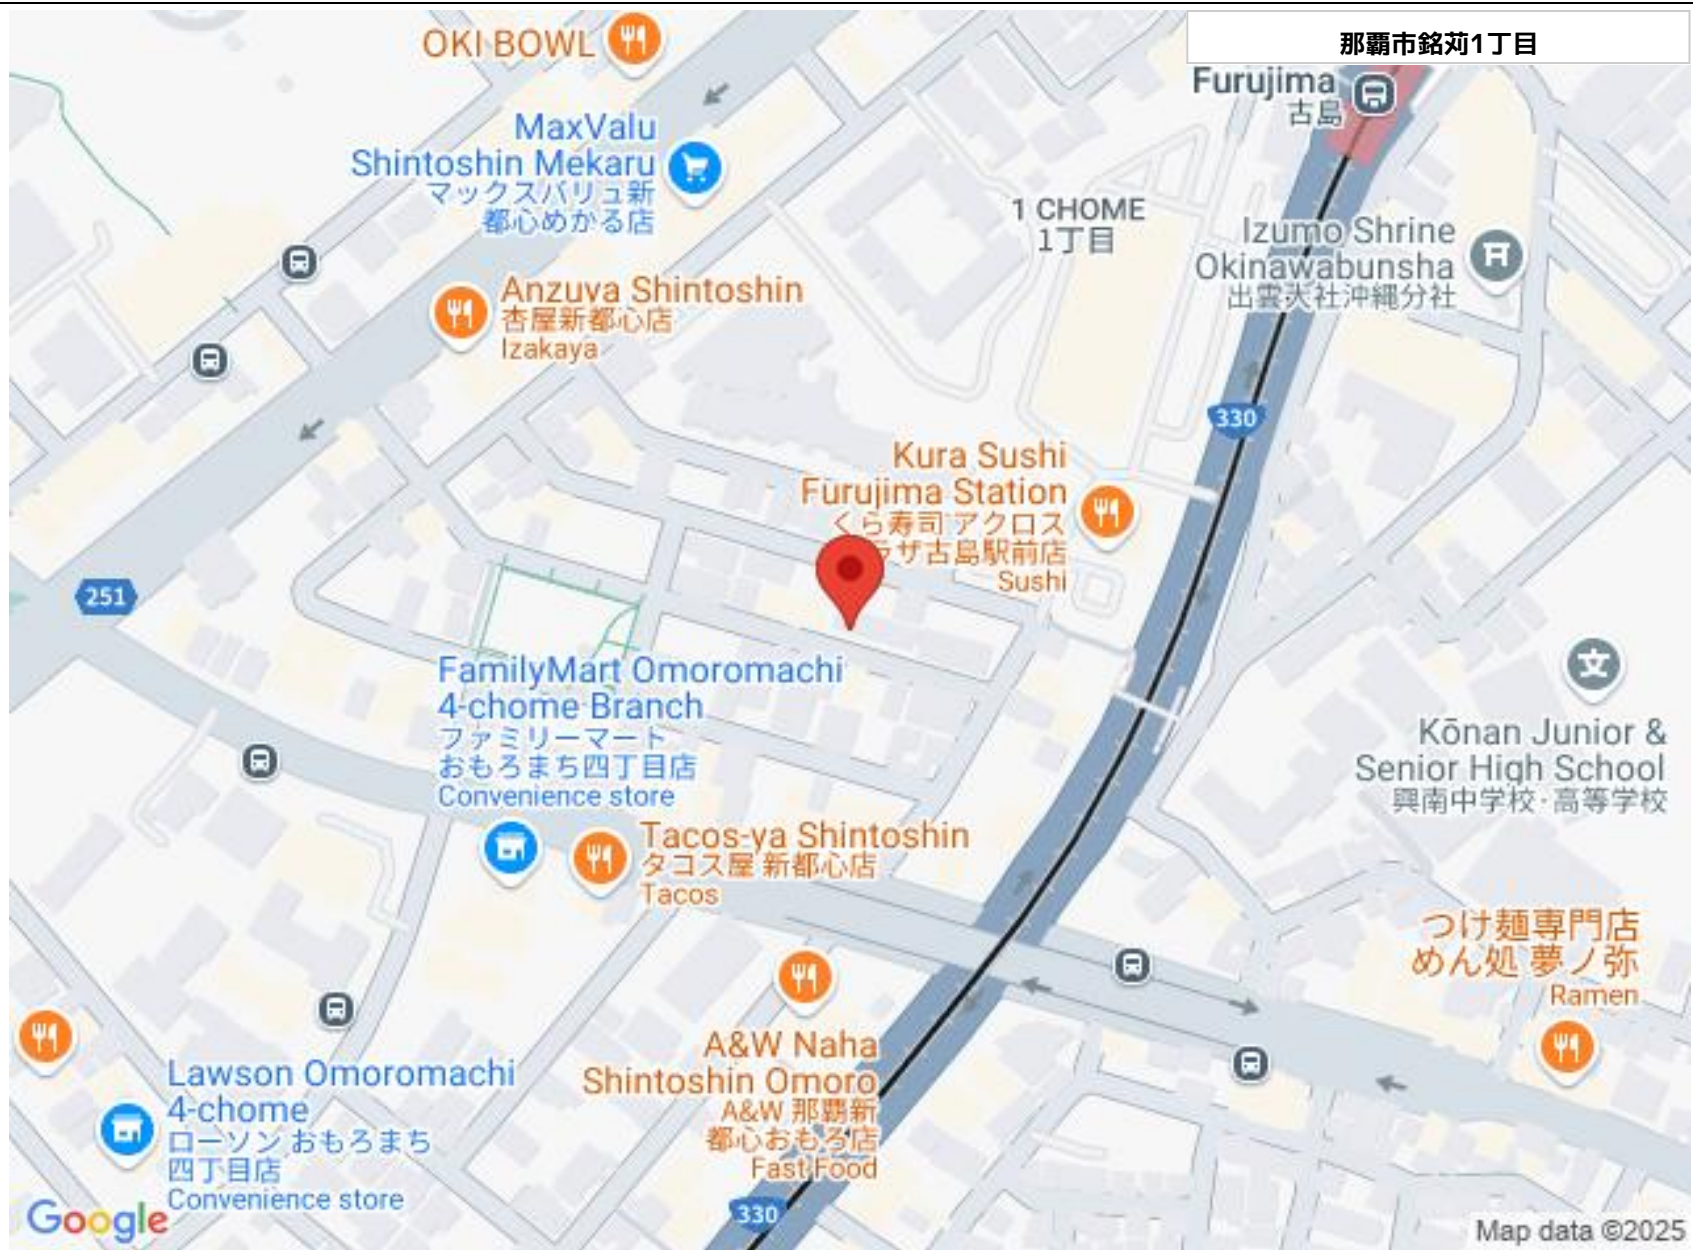 那覇市銘苅1丁目
OKI BOWL
Furujima
古島
MaxValu
Shintoshin Mekaru
マックスバリュ新
都心めかる店
1 CHOME
1丁目
Izumo Shrine
Okinawabunsha
出雲大社沖縄分社
Anzuya Shintoshin
杏屋新都心店
Izakaya
330
Kura Sushi
Furujima Station
くら寿司 アクロス
ラザ古島駅前店
Sushi
251
FamilyMart Omoromachi
4-chome Branch
ファミリーマート
おもろまち四丁目店
Convenience store
Kōnan Junior &
Senior High School
興南中学校・高等学校
Tacos-ya Shintoshin
タコス屋 新都心店
Tacos
つけ麺専門店
めん処 夢ノ弥
Ramen
A&W Naha
Shintoshin Omoro
A&W 那覇新
都心おもろ店
Fast Food
Lawson Omoromachi
4-chome
ローソン おもろまち
四丁目店
Convenience store
330
Google
Map data ©2025